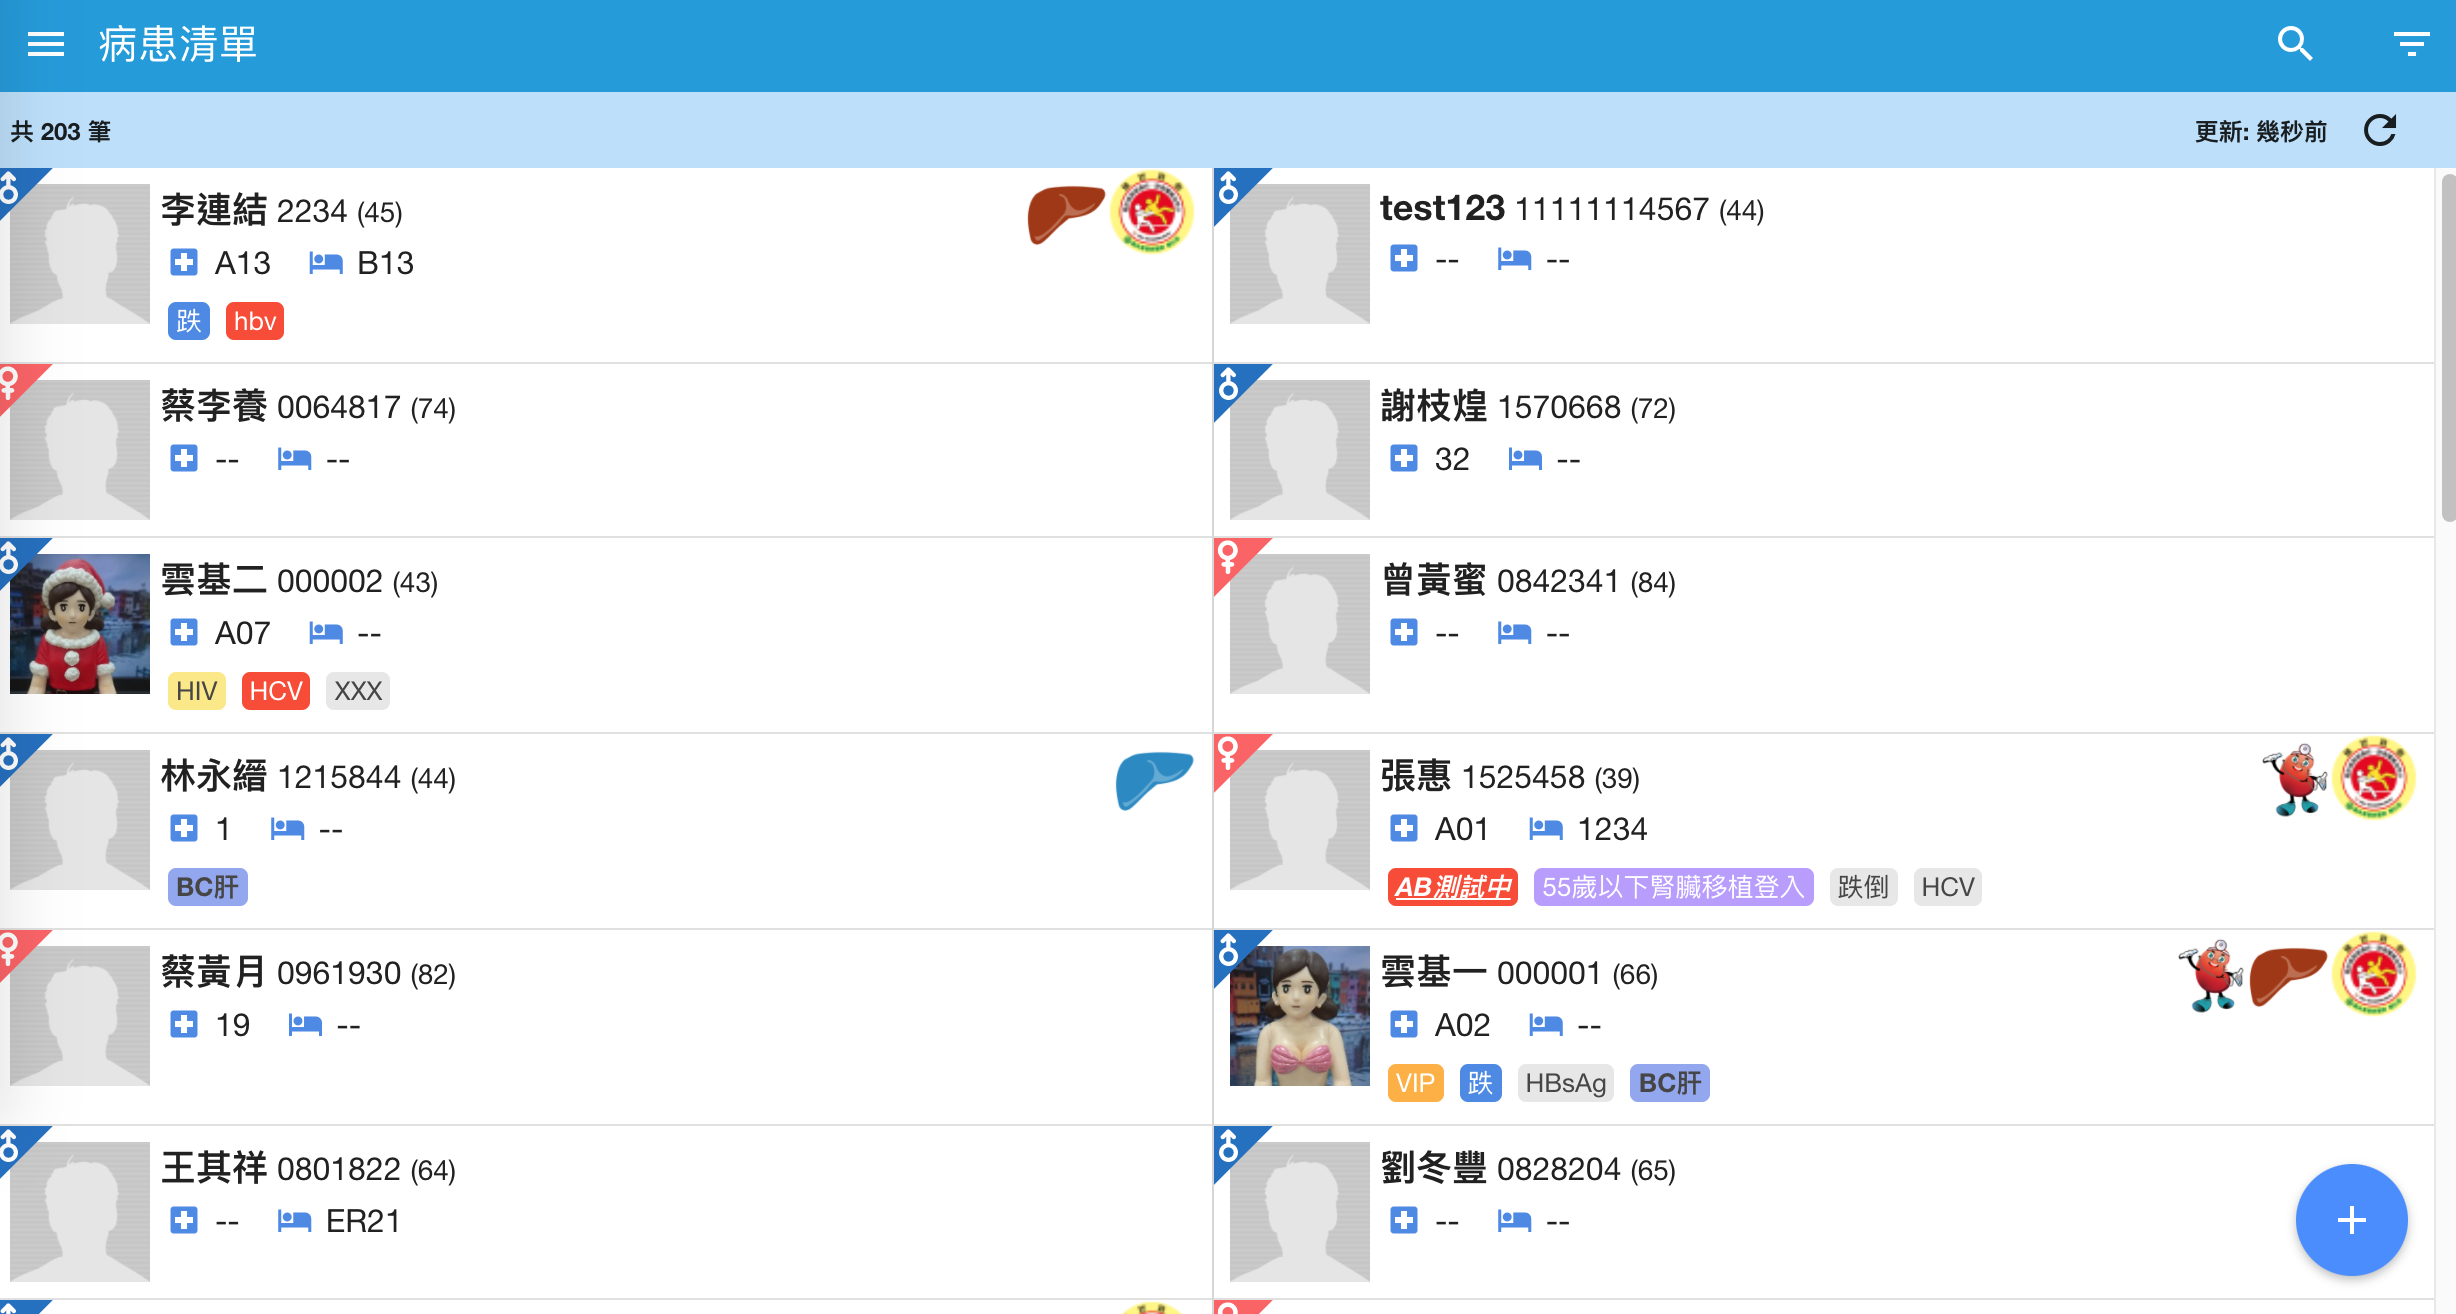 病患清單
共 203 筆
更新: 幾秒前
李連結 2234 (45)
A13 B13
跌 hbv
test123 11111114567 (44)
-- --
蔡李養 0064817 (74)
-- --
謝枝煌 1570668 (72)
32 --
雲基二 000002 (43)
A07 --
HIV HCV XXX
曾黃蜜 0842341 (84)
-- --
林永縉 1215844 (44)
1 --
BC肝
張惠 1525458 (39)
A01 1234
AB測試中 55歲以下腎臟移植登入 跌倒 HCV
蔡黃月 0961930 (82)
19 --
雲基一 000001 (66)
A02 --
VIP 跌 HBsAg BC肝
王其祥 0801822 (64)
-- ER21
劉冬豐 0828204 (65)
-- --